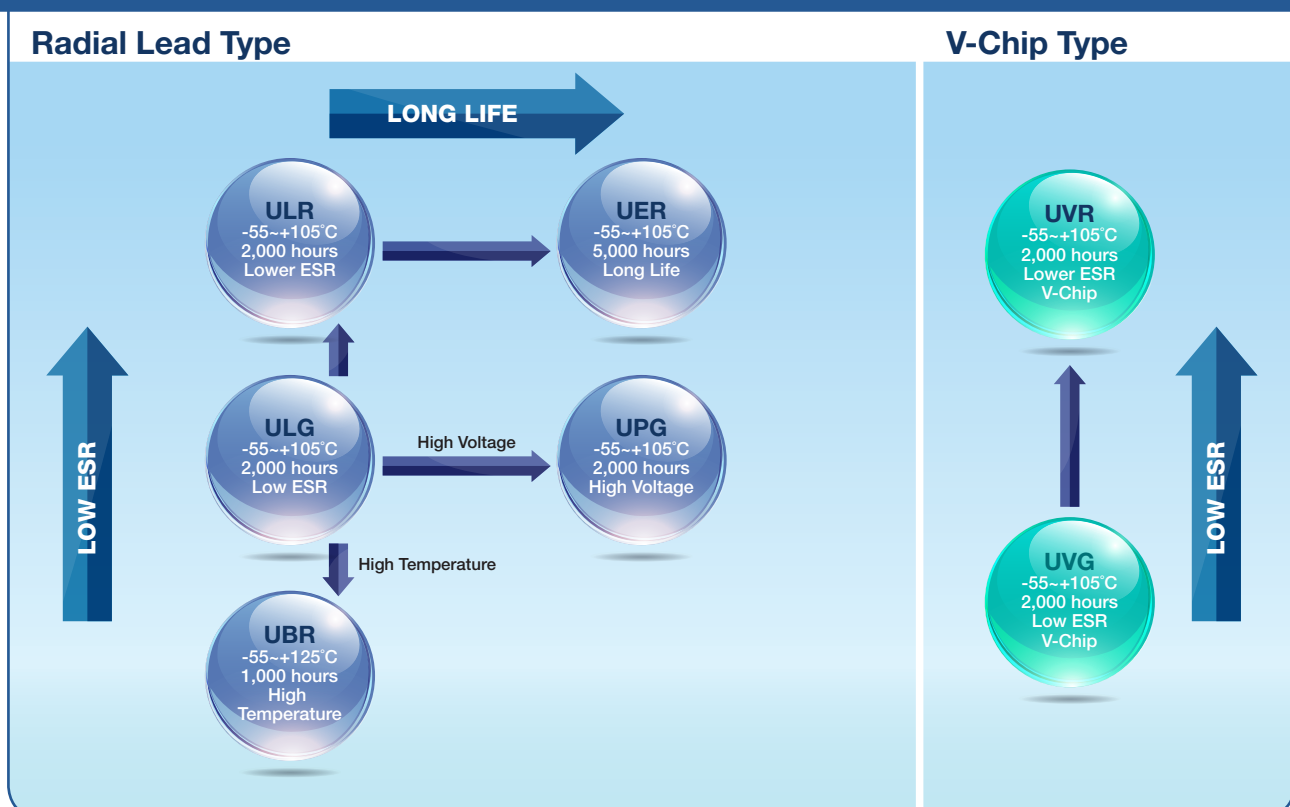 Radial Lead Type
LONG LIFE
ULR
-55~+105°C
2,000 hours
Lower ESR
UER
-55~+105°C
5,000 hours
Long Life
LOW ESR
ULG
-55~+105°C
2,000 hours
Low ESR
High Voltage
UPG
-55~+105°C
2,000 hours
High Voltage
High Temperature
UBR
-55~+125°C
1,000 hours
High
Temperature
V-Chip Type
UVR
-55~+105°C
2,000 hours
Lower ESR
V-Chip
LOW ESR
UVG
-55~+105°C
2,000 hours
Low ESR
V-Chip